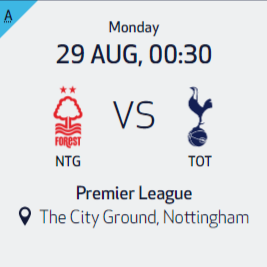 A
Monday
29 AUG, 00:30
VS
FOREST
NTG
TOT
Premier League
The City Ground, Nottingham